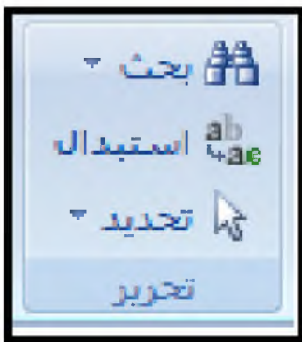 بحث
استبدال
ab
ac
تحديد
تحرير